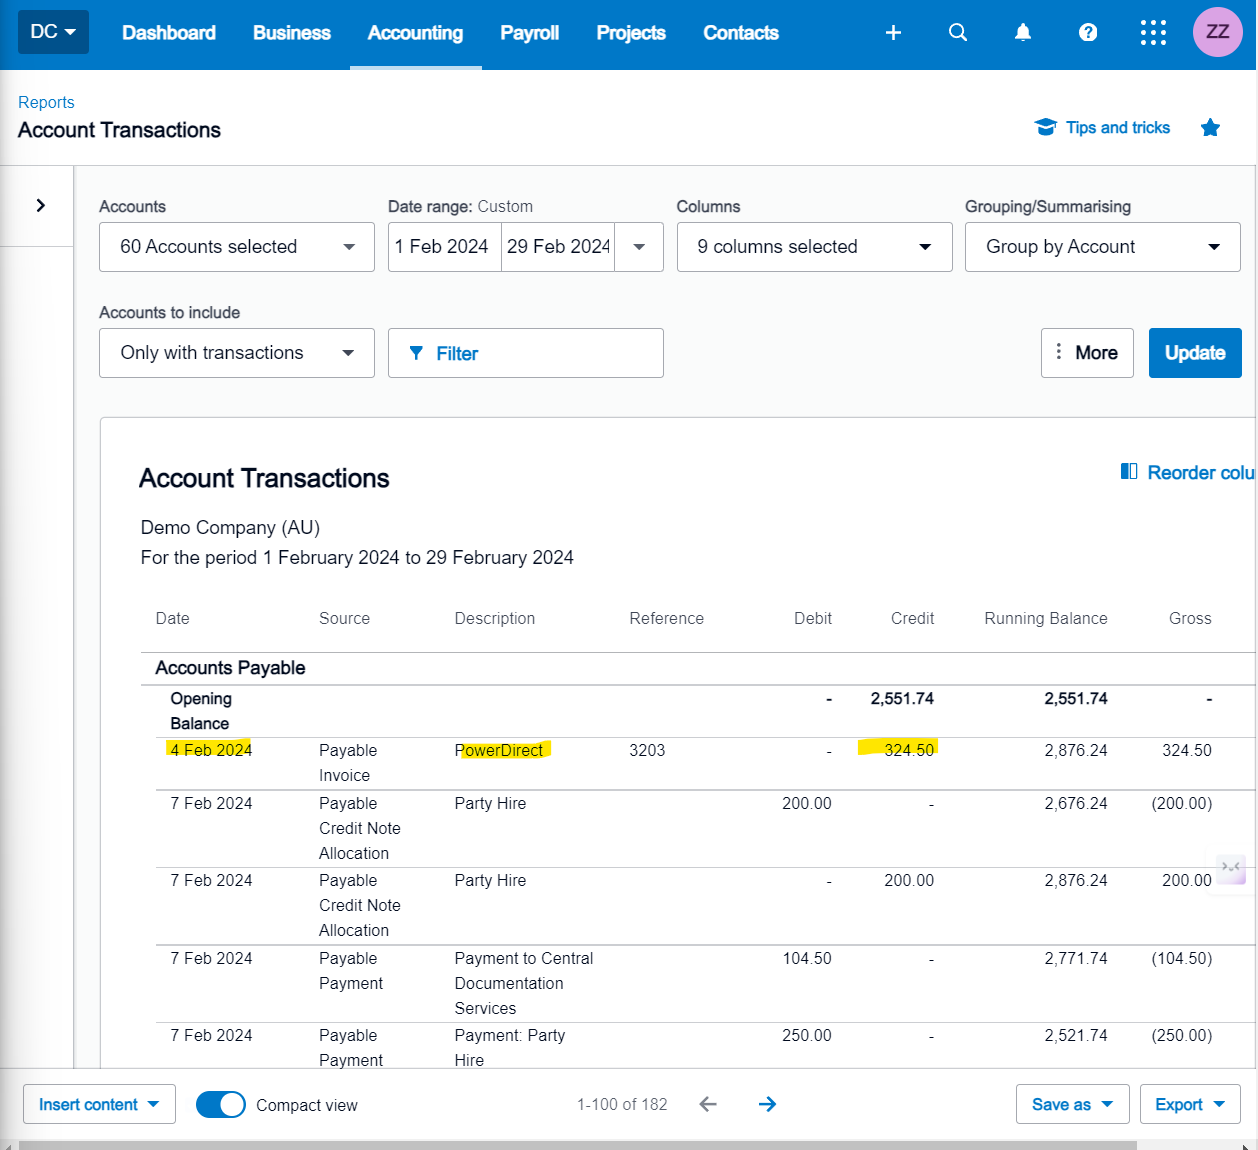 DC Dashboard Business Accounting Payroll Projects Contacts ZZ
Reports
Account Transactions
Tips and tricks
Accounts
Date range: Custom
Columns
Grouping/Summarising
60 Accounts selected
1 Feb 2024
29 Feb 2024
9 columns selected
Group by Account
Accounts to include
Only with transactions
Filter
More
Update
Account Transactions
Reorder colu
Demo Company (AU)
For the period 1 February 2024 to 29 February 2024
Date Source Description Reference Debit Credit Running Balance Gross
Accounts Payable
Opening - 2,551.74 2,551.74 -
Balance
4 Feb 2024 Payable PowerDirect 3203 - 324.50 2,876.24 324.50
Invoice
7 Feb 2024 Payable Party Hire 200.00 - 2,676.24 (200.00)
Credit Note
Allocation
7 Feb 2024 Payable Party Hire - 200.00 2,876.24 200.00
Credit Note
Allocation
7 Feb 2024 Payable Payment to Central 104.50 - 2,771.74 (104.50)
Payment Documentation
Services
7 Feb 2024 Payable Payment: Party 250.00 - 2,521.74 (250.00)
Payment Hire
Insert content
Compact view
1-100 of 182
Save as
Export